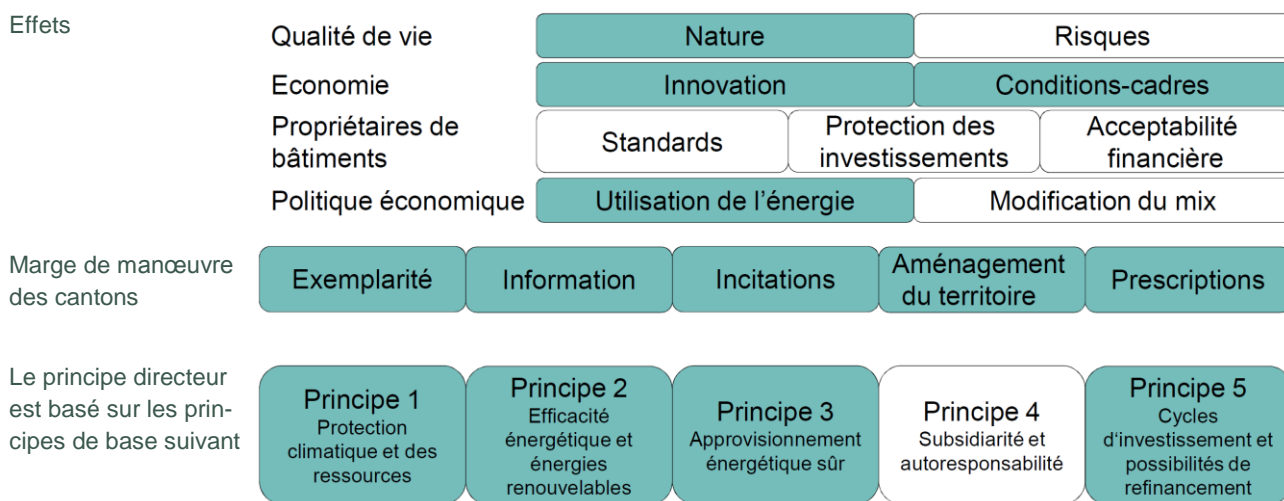 Effets
Qualité de vie
Nature
Risques
Economie
Innovation
Conditions-cadres
Propriétaires de
bâtiments
Standards
Protection des
investissements
Acceptabilité
financière
Politique économique
Utilisation de l’énergie
Modification du mix
Marge de manœuvre
des cantons
Exemplarité
Information
Incitations
Aménagement
du territoire
Prescriptions
Le principe directeur
est basé sur les prin-
cipes de base suivant
Principe 1
Protection
climatique et des
ressources
Principe 2
Efficacité
énergétique et
énergies
renouvelables
Principe 3
Approvisionnement
énergétique sûr
Principe 4
Subsidiarité et
autoresponsabilité
Principe 5
Cycles
d‘investissement et
possibilités de
refinancement